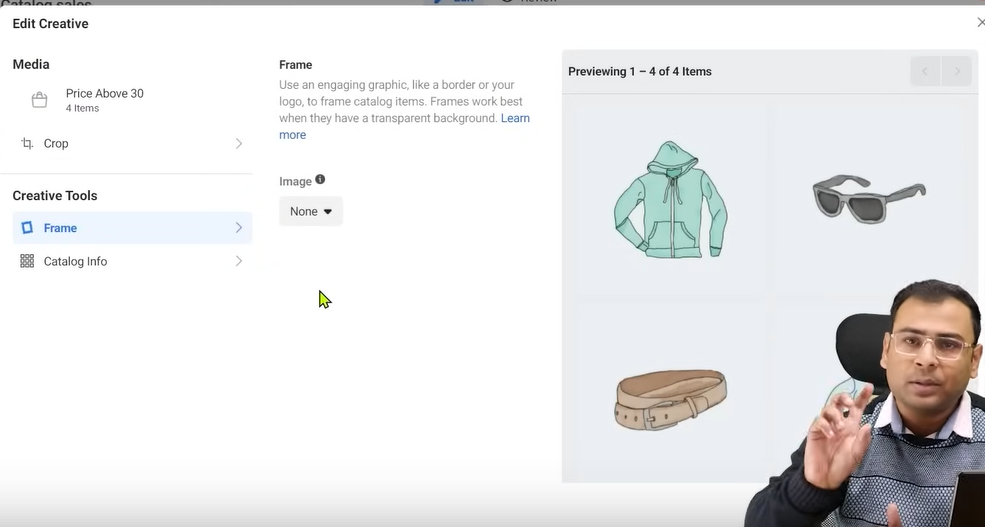 Catalog sales
Edit
Review
Edit Creative
Media
Price Above 30
4 Items
Crop
Creative Tools
Frame
Catalog Info
Frame
Use an engaging graphic, like a border or your
logo, to frame catalog items. Frames work best
when they have a transparent background. Learn
more
Image
None
Previewing 1 – 4 of 4 Items